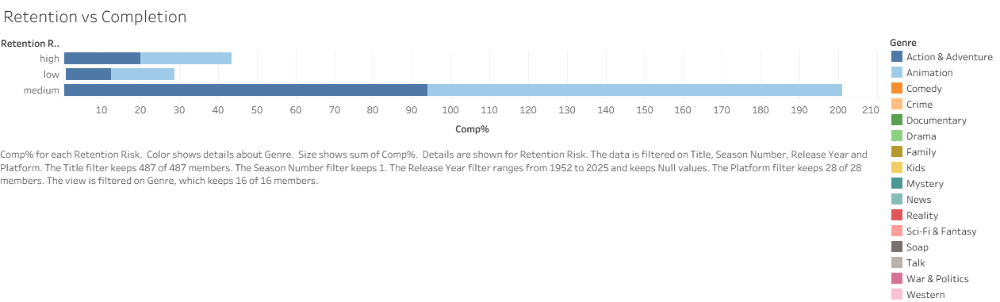 Retention vs Completion
Retention R..
high
low
medium
10 20 30 40 50 60 70 80 90 100 110 120 130 140 150 160 170 180 190 200 210
Comp%
Comp% for each Retention Risk.  Color shows details about Genre.  Size shows sum of Comp%.  Details are shown for Retention Risk. The data is filtered on Title, Season Number, Release Year and
Platform. The Title filter keeps 487 of 487 members. The Season Number filter keeps 1. The Release Year filter ranges from 1952 to 2025 and keeps Null values. The Platform filter keeps 28 of 28
members. The view is filtered on Genre, which keeps 16 of 16 members.
Genre
Action & Adventure
Animation
Comedy
Crime
Documentary
Drama
Family
Kids
Mystery
News
Reality
Sci-Fi & Fantasy
Soap
Talk
War & Politics
Western